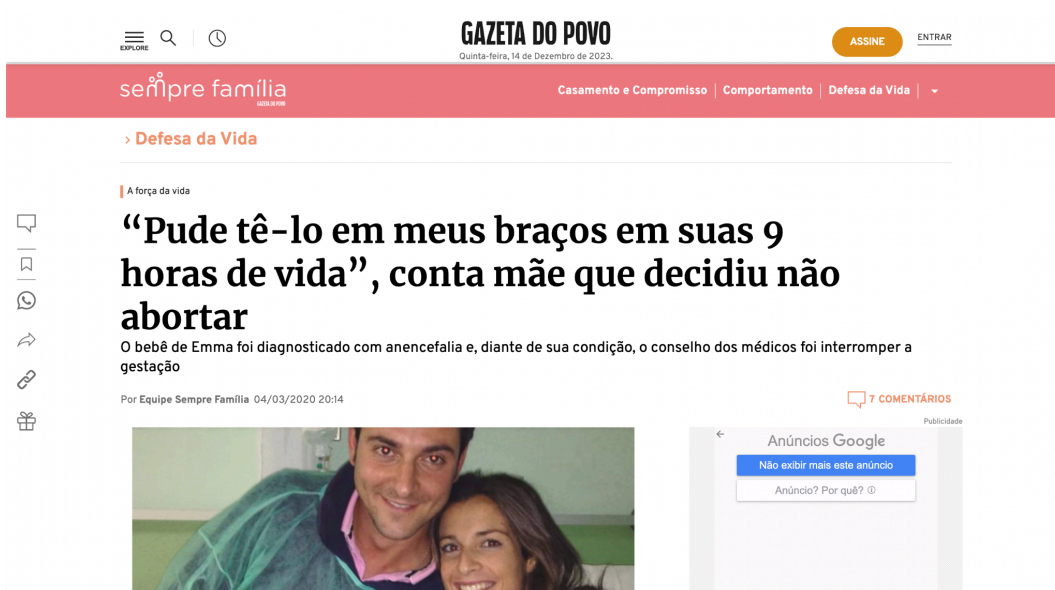 EXPLORE
GAZETA DO POVO
Quinta-feira, 14 de Dezembro de 2023.
ASSINE
ENTRAR
sempre família
GAZETA DO POVO
Casamento e Compromisso | Comportamento | Defesa da Vida |
› Defesa da Vida
A força da vida
“Pude tê-lo em meus braços em suas 9
horas de vida”, conta mãe que decidiu não
abortar
O bebê de Emma foi diagnosticado com anencefalia e, diante de sua condição, o conselho dos médicos foi interromper a
gestação
Por Equipe Sempre Família 04/03/2020 20:14
7 COMENTÁRIOS
Publicidade
Anúncios Google
Não exibir mais este anúncio
Anúncio? Por quê?